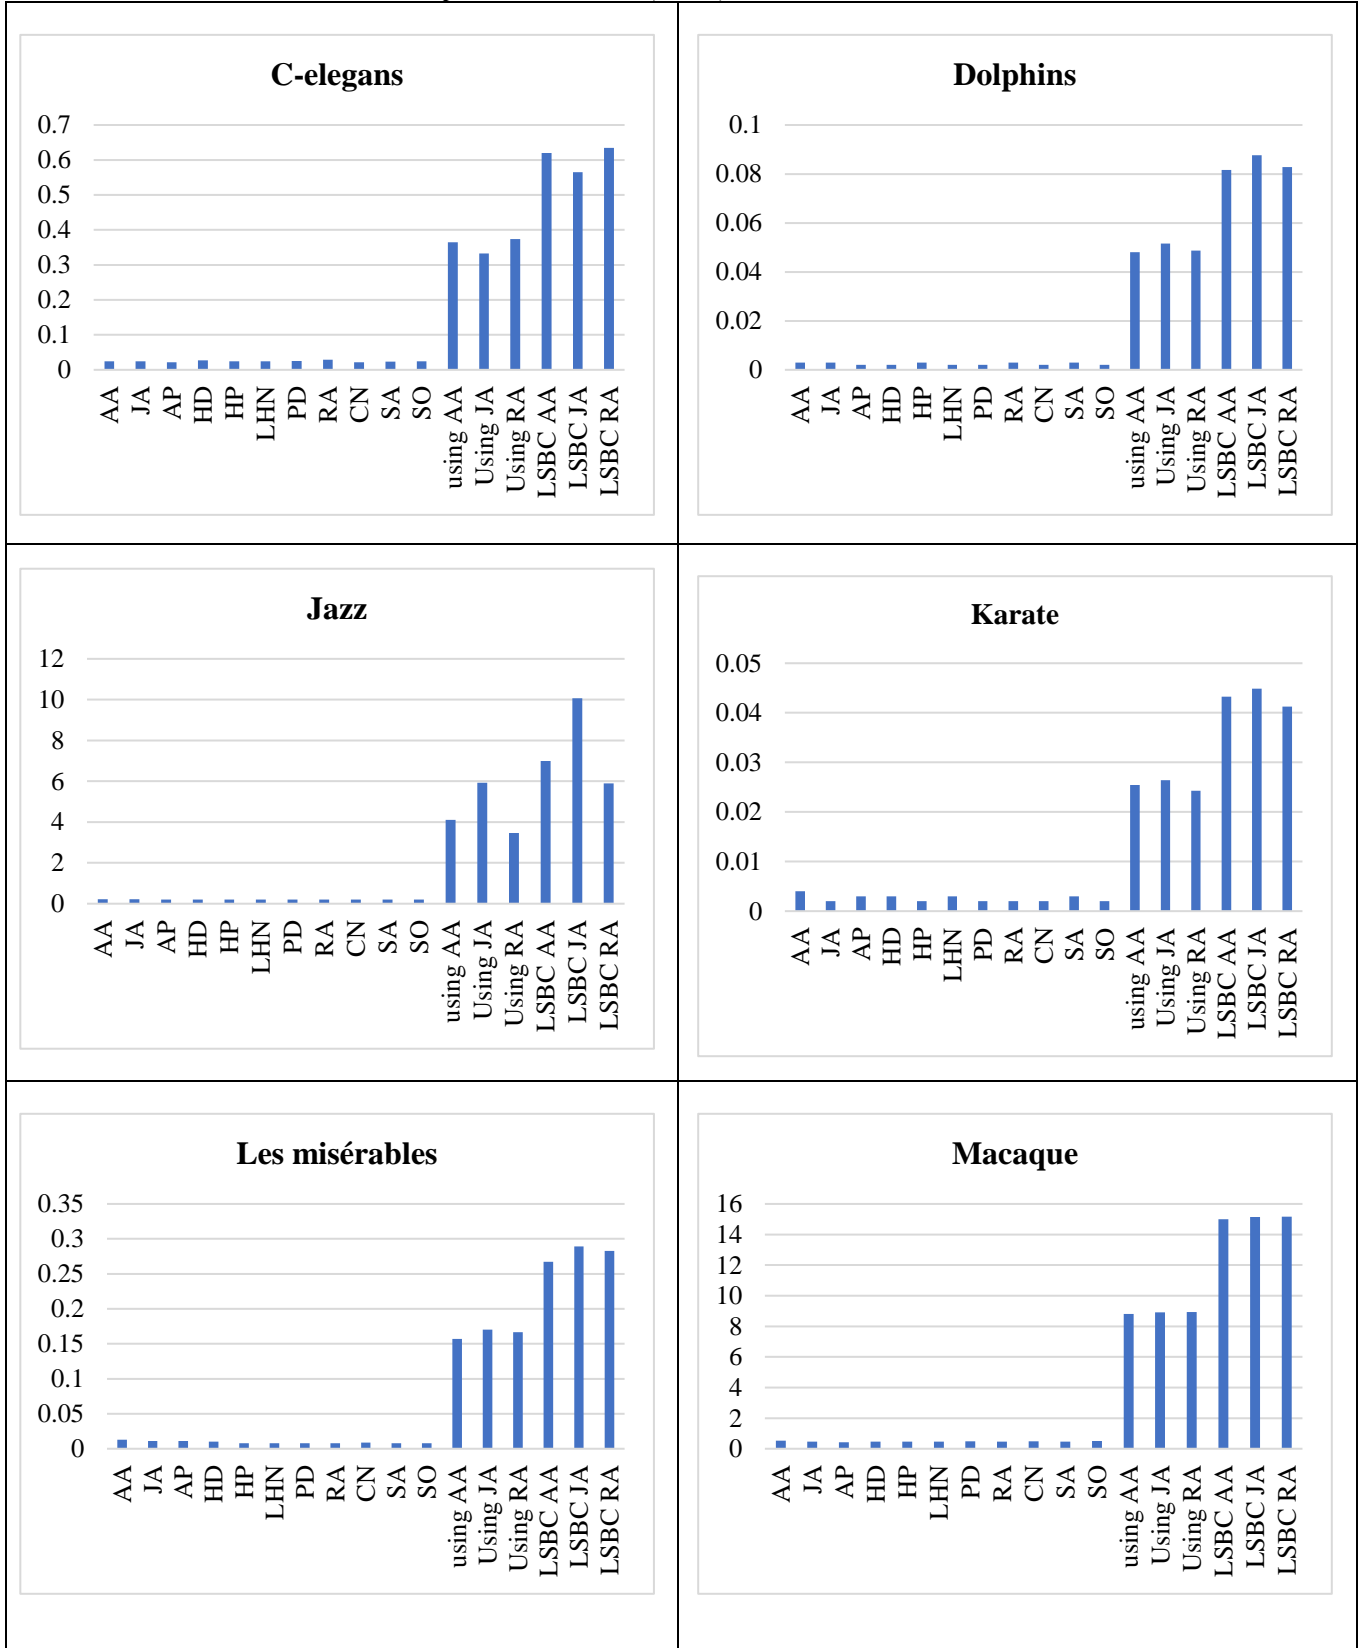 C-elegans
0.7
0.6
0.5
0.4
0.3
0.2
0.1
0
AA
JA
AP
HD
HP
LHN
PD
RA
CN
SA
SO
using AA
Using JA
Using RA
LSBC AA
LSBC JA
LSBC RA
Dolphins
0.1
0.08
0.06
0.04
0.02
0
AA
JA
AP
HD
HP
LHN
PD
RA
CN
SA
SO
using AA
Using JA
Using RA
LSBC AA
LSBC JA
LSBC RA
Jazz
12
10
8
6
4
2
0
AA
JA
AP
HD
HP
LHN
PD
RA
CN
SA
SO
using AA
Using JA
Using RA
LSBC AA
LSBC JA
LSBC RA
Karate
0.05
0.04
0.03
0.02
0.01
0
AA
JA
AP
HD
HP
LHN
PD
RA
CN
SA
SO
using AA
Using JA
Using RA
LSBC AA
LSBC JA
LSBC RA
Les misérables
0.35
0.3
0.25
0.2
0.15
0.1
0.05
0
AA
JA
AP
HD
HP
LHN
PD
RA
CN
SA
SO
using AA
Using JA
Using RA
LSBC AA
LSBC JA
LSBC RA
Macaque
16
14
12
10
8
6
4
2
0
AA
JA
AP
HD
HP
LHN
PD
RA
CN
SA
SO
using AA
Using JA
Using RA
LSBC AA
LSBC JA
LSBC RA